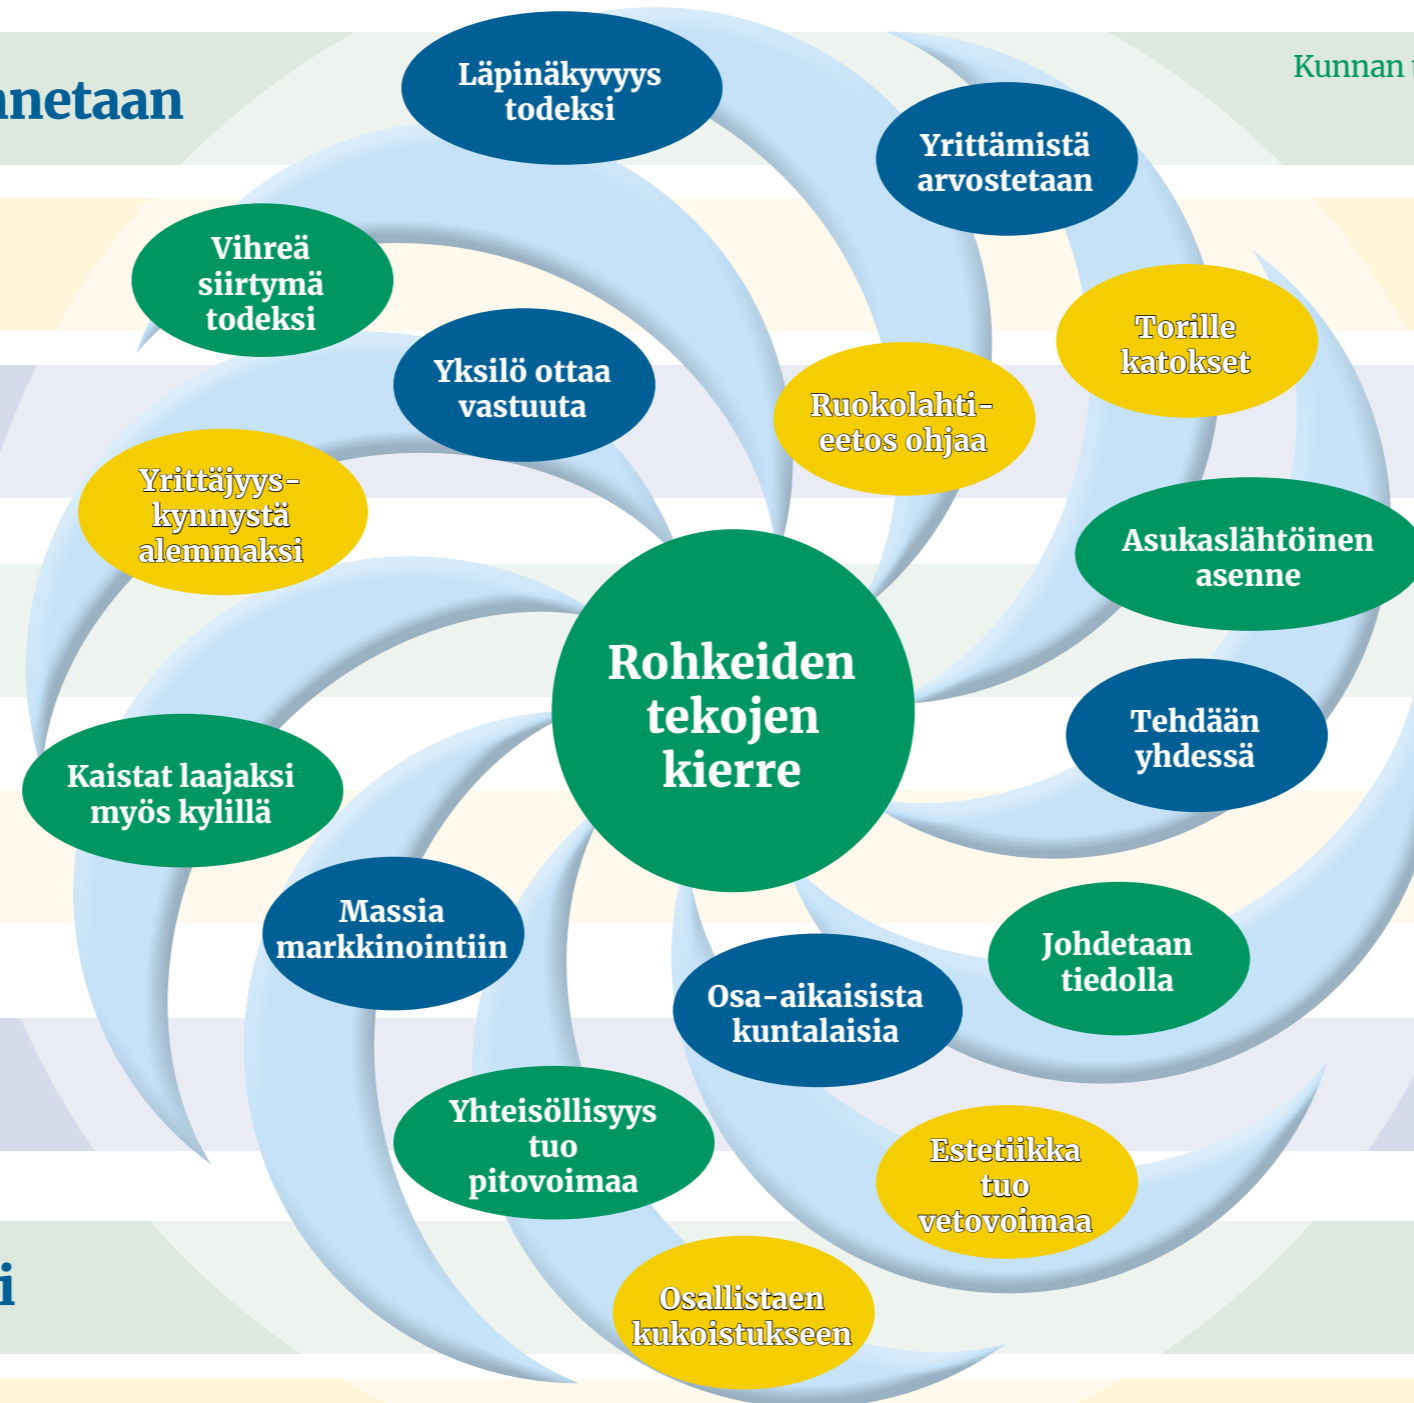 nnetaan
Kunnan
Läpinäkyvyys
todeksi
Yrittämistä
arvostetaan
Vihreä
siirtymä
todeksi
Torille
katokset
Yksilö ottaa
vastuuta
Ruokolahti-
eetos ohjaa
Yrittäjyys-
kynnystä
alemmaksi
Asukaslähtöinen
asenne
Rohkeiden
tekojen
kierre
Tehdään
yhdessä
Kaistat laajaksi
myös kylillä
Massia
markkinointiin
Johdetaan
tiedolla
Osa-aikaisista
kuntalaisia
Yhteisöllisyys
tuo
pitovoimaa
Estetiikka
tuo
vetovoimaa
i
Osallistaen
kukoistukseen